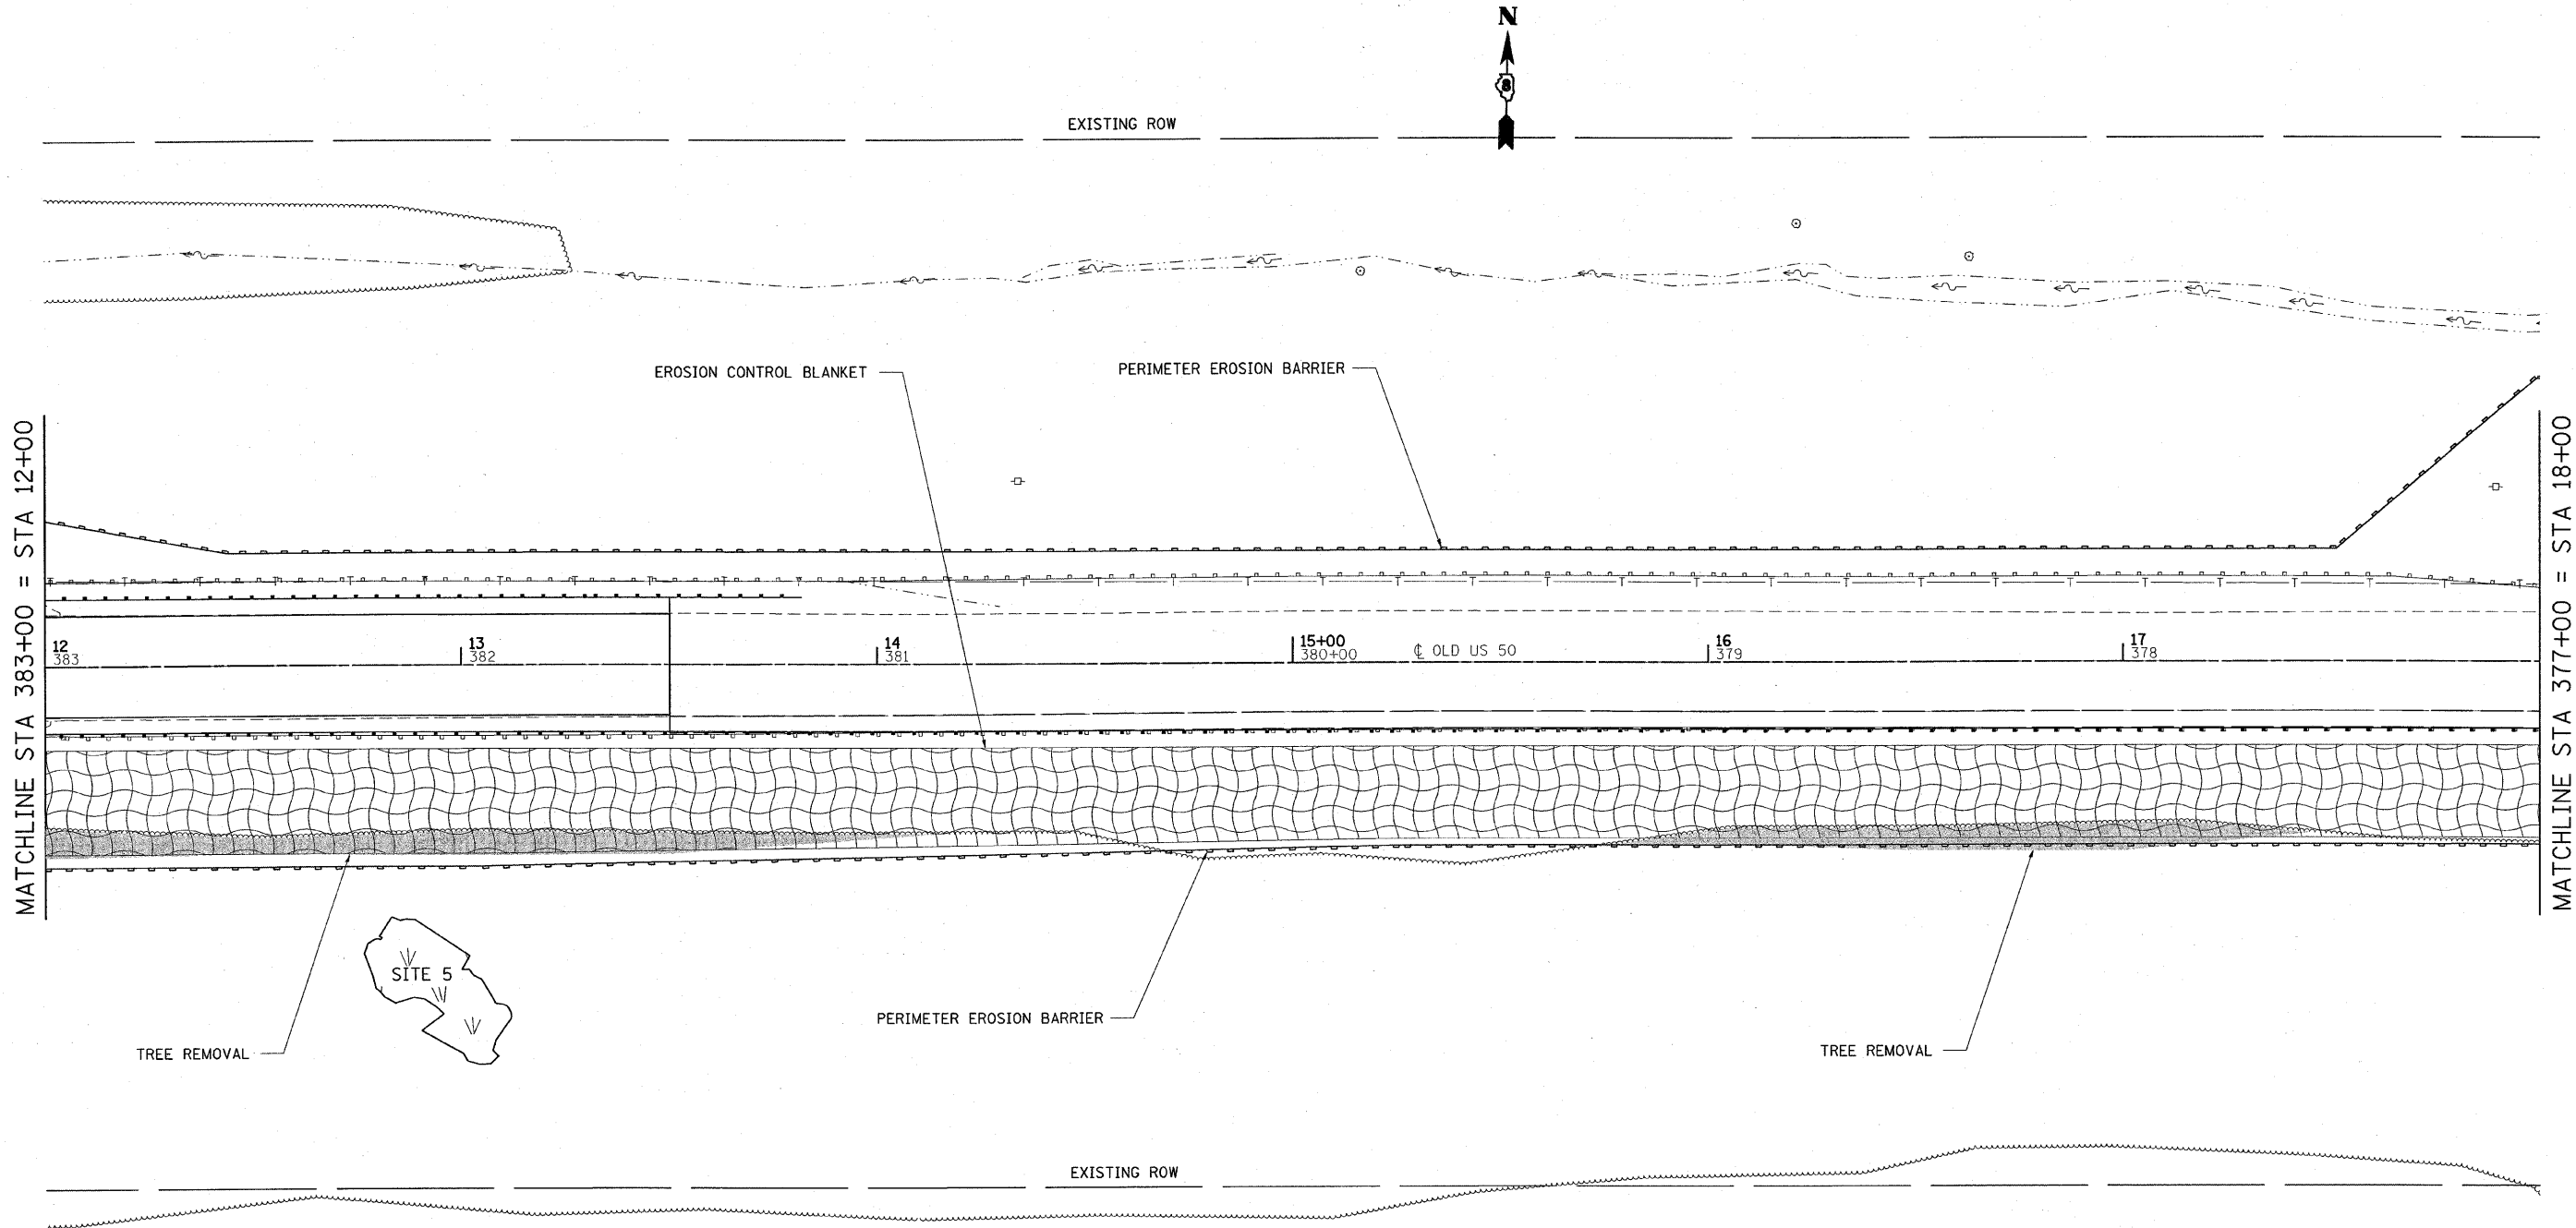 N
8
EXISTING ROW
EROSION CONTROL BLANKET
PERIMETER EROSION BARRIER
MATCHLINE STA 383+00 = STA 12+00
MATCHLINE STA 377+00 = STA 18+00
12
383
13
382
14
381
15+00
380+00
℄ OLD US 50
16
379
17
378
SITE 5
TREE REMOVAL
PERIMETER EROSION BARRIER
TREE REMOVAL
EXISTING ROW